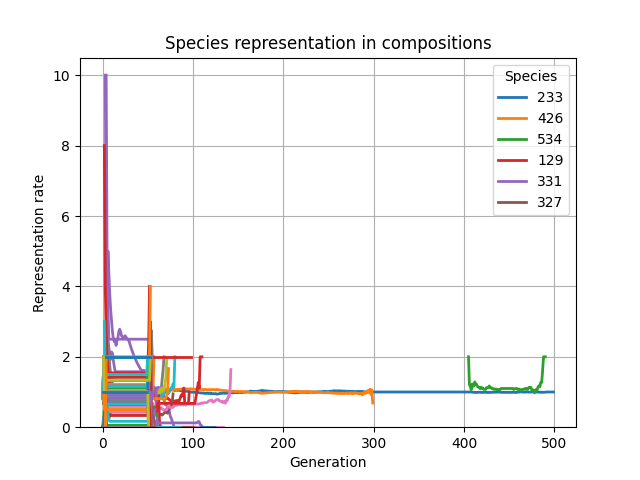 Species representation in compositions
Species
233
426
534
129
331
327
Representation rate
10
8
6
4
2
0
0 100 200 300 400 500
Generation